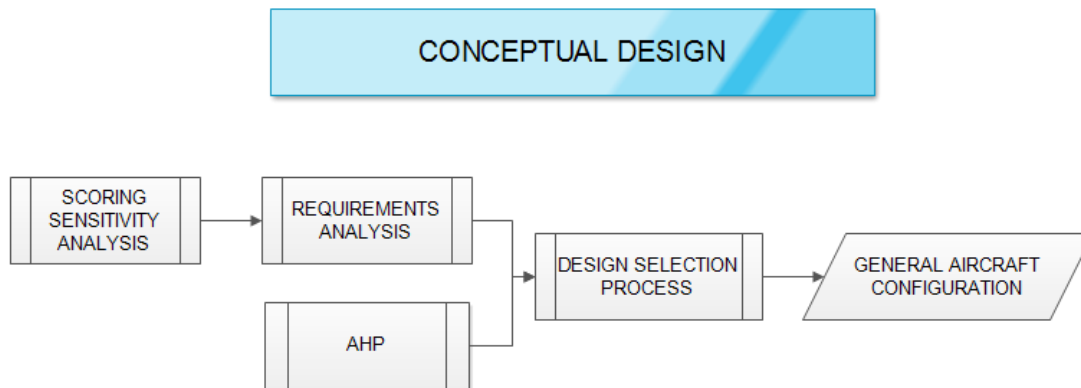 CONCEPTUAL DESIGN
SCORING
SENSITIVITY
ANALYSIS
REQUIREMENTS
ANALYSIS
DESIGN SELECTION
PROCESS
GENERAL AIRCRAFT
CONFIGURATION
AHP